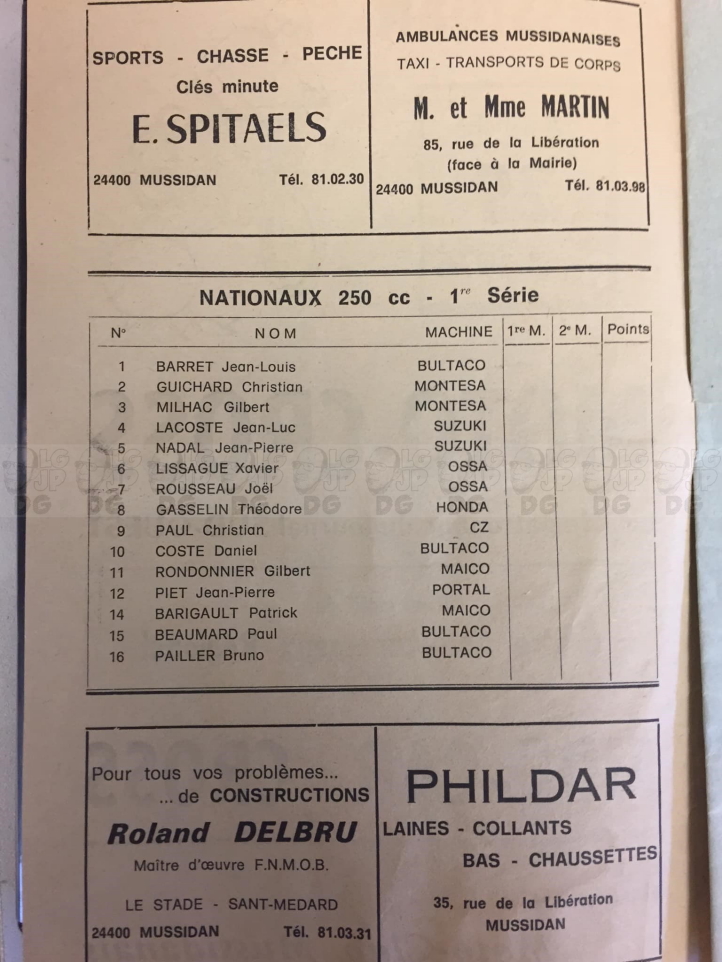 SPORTS - CHASSE - PECHE
Clés minute
E. SPITAELS
24400 MUSSIDAN Tél. 81.02.30
AMBULANCES MUSSIDANAISES
TAXI - TRANSPORTS DE CORPS
M. et Mme MARTIN
85, rue de la Libération
(face à la Mairie)
24400 MUSSIDAN Tél. 81.03.98
NATIONAUX 250 cc - 1re Série
N° NOM MACHINE 1re M. 2e M. Points
1 BARRET Jean-Louis BULTACO
2 GUICHARD Christian MONTESA
3 MILHAC Gilbert MONTESA
4 LACOSTE Jean-Luc SUZUKI
5 NADAL Jean-Pierre SUZUKI
6 LISSAGUE Xavier OSSA
7 ROUSSEAU Joël OSSA
8 GASSELIN Théodore HONDA
9 PAUL Christian CZ
10 COSTE Daniel BULTACO
11 RONDONNIER Gilbert MAICO
12 PIET Jean-Pierre PORTAL
14 BARIGAULT Patrick MAICO
15 BEAUMARD Paul BULTACO
16 PAILLER Bruno BULTACO
Pour tous vos problèmes...
... de CONSTRUCTIONS
Roland DELBRU
Maître d'œuvre F.N.M.O.B.
LE STADE - SANT-MEDARD
24400 MUSSIDAN Tél. 81.03.31
PHILDAR
LAINES - COLLANTS
BAS - CHAUSSETTES
35, rue de la Libération
MUSSIDAN